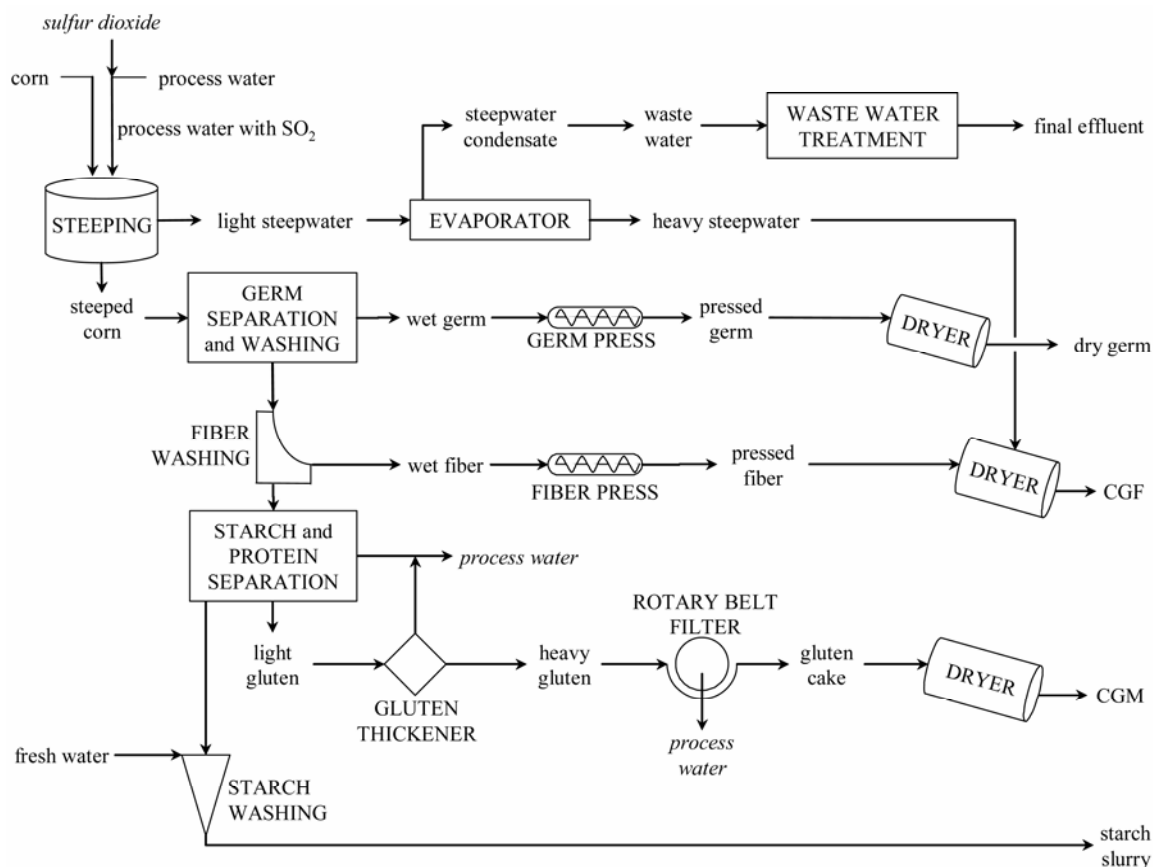 sulfur dioxide
corn
process water
process water with SO₂
STEEPING
light steepwater
EVAPORATOR
steepwater
condensate
waste
water
WASTE WATER
TREATMENT
final effluent
heavy steepwater
steeped
corn
GERM
SEPARATION
and WASHING
wet germ
GERM PRESS
pressed
germ
DRYER
dry germ
FIBER
WASHING
wet fiber
FIBER PRESS
pressed
fiber
DRYER
CGF
STARCH and
PROTEIN
SEPARATION
process water
light
gluten
GLUTEN
THICKENER
heavy
gluten
ROTARY BELT
FILTER
process
water
gluten
cake
DRYER
CGM
fresh water
STARCH
WASHING
starch
slurry